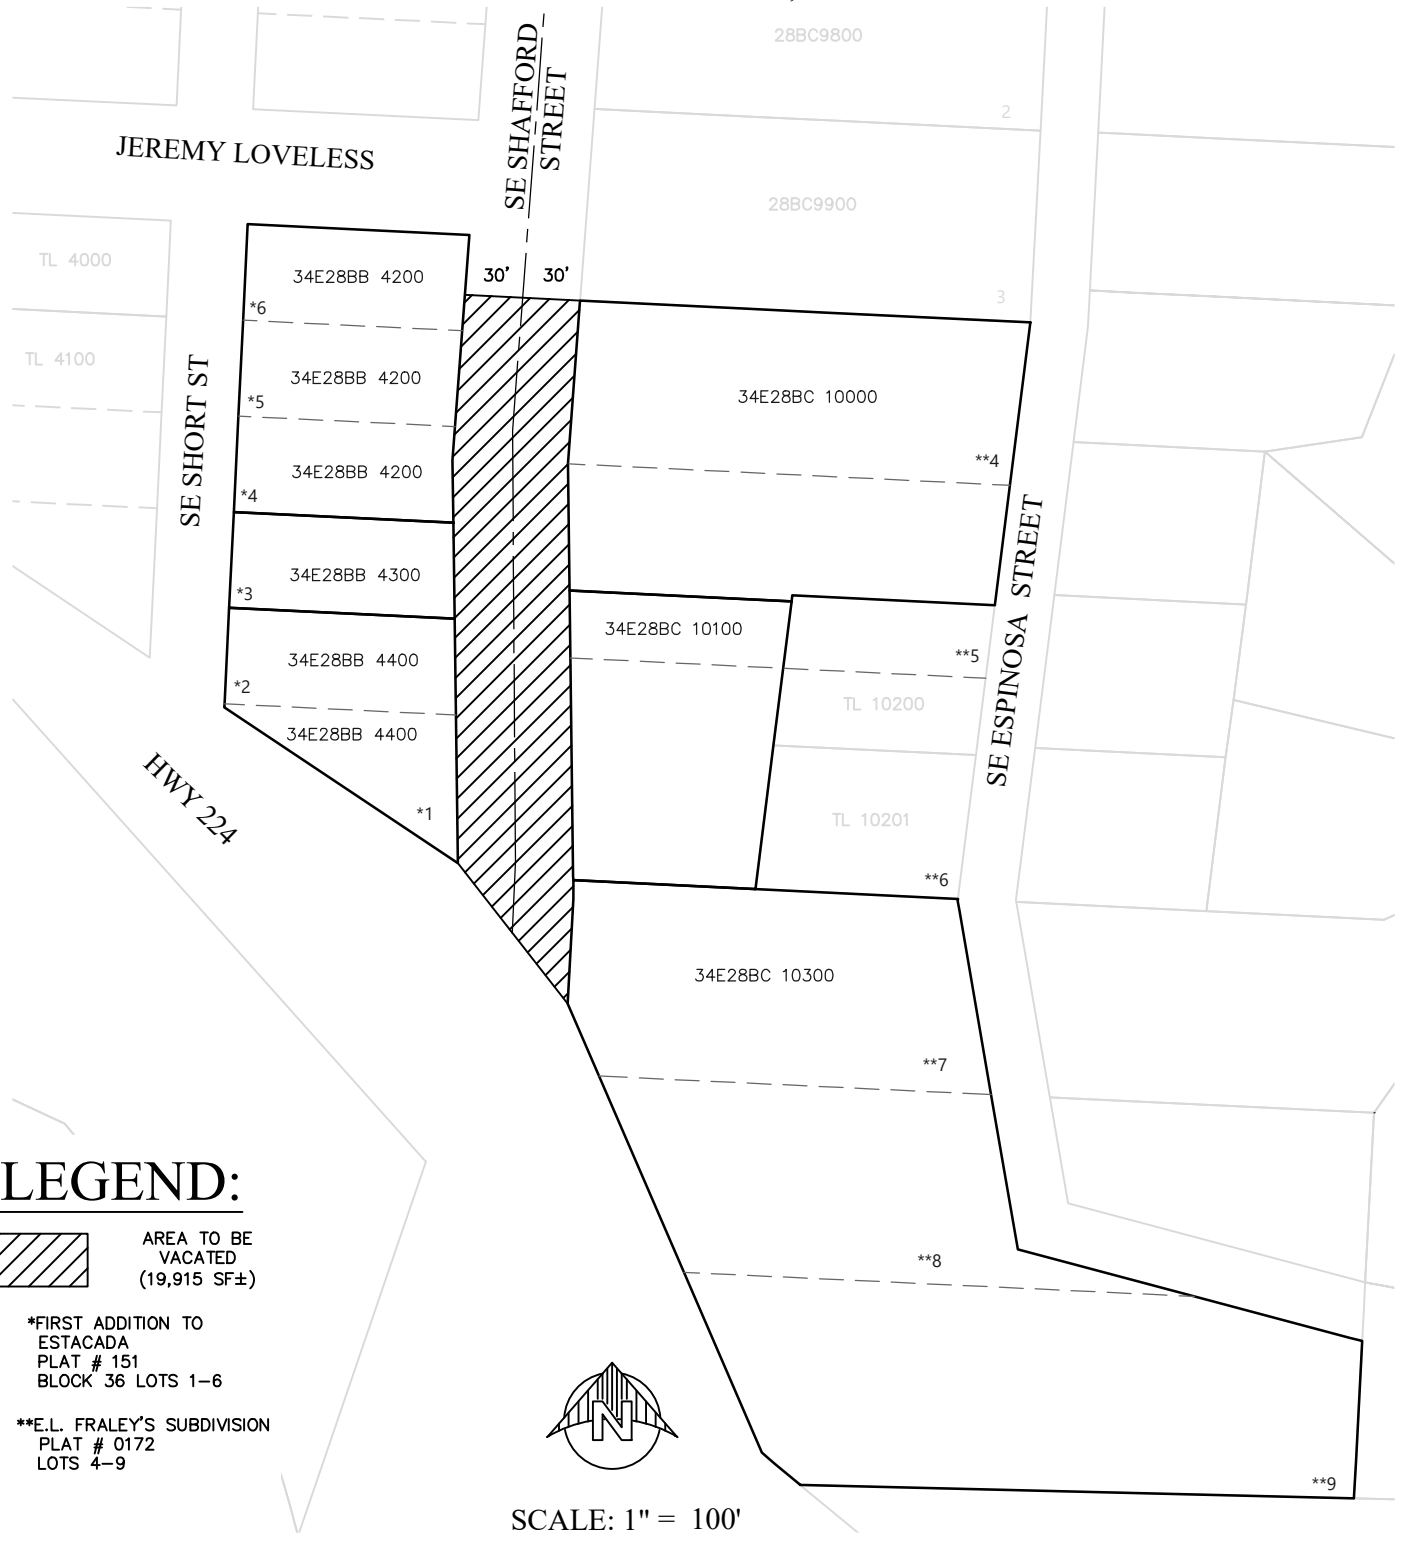 28BC9800
2
SE SHAFFORD
STREET
JEREMY LOVELESS
28BC9900
3
TL 4000
34E28BB 4200
30'
30'
*6
TL 4100
34E28BB 4200
*5
34E28BC 10000
SE SHORT ST
34E28BB 4200
*4
**4
34E28BB 4300
*3
SE ESPINOSA STREET
34E28BC 10100
34E28BB 4400
*2
**5
TL 10200
34E28BB 4400
HWY 224
*1
TL 10201
**6
34E28BC 10300
**7
**8
LEGEND:
AREA TO BE
VACATED
(19,915 SF±)
*FIRST ADDITION TO
ESTACADA
PLAT # 151
BLOCK 36 LOTS 1-6
**E.L. FRALEY'S SUBDIVISION
PLAT # 0172
LOTS 4-9
N
**9
SCALE: 1" = 100'